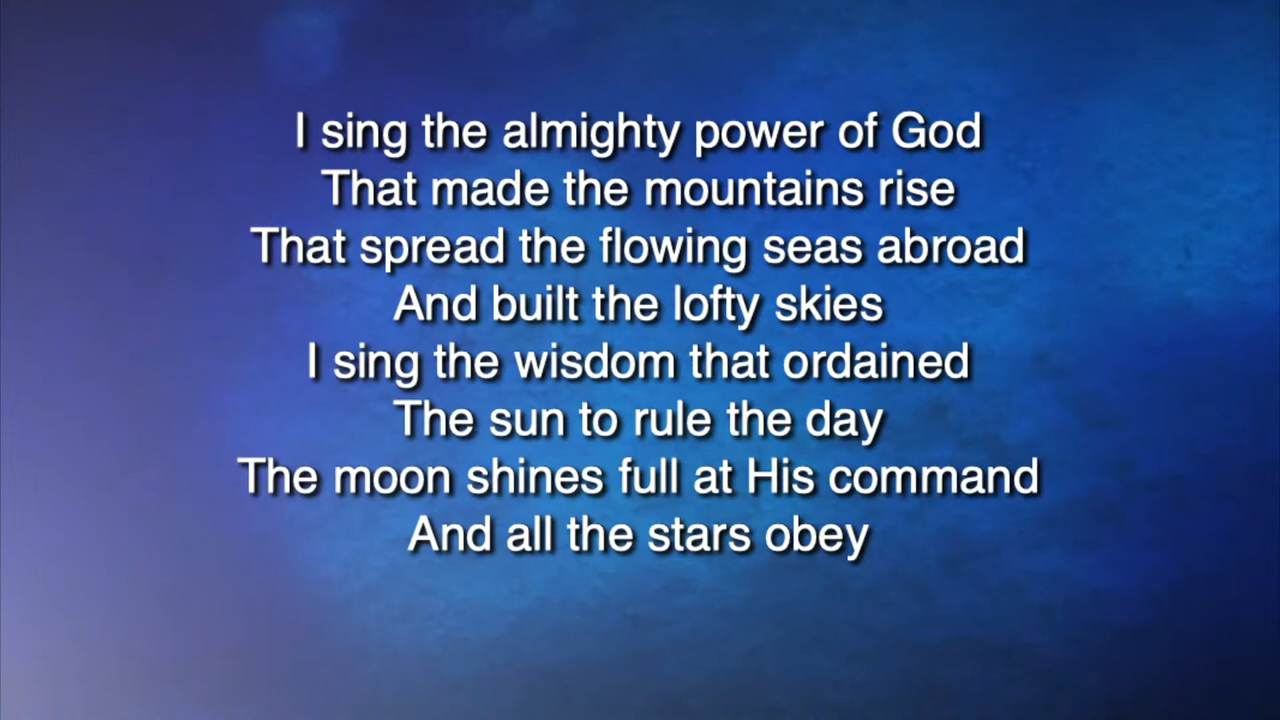 I sing the almighty power of God
That made the mountains rise
That spread the flowing seas abroad
And built the lofty skies
I sing the wisdom that ordained
The sun to rule the day
The moon shines full at His command
And all the stars obey